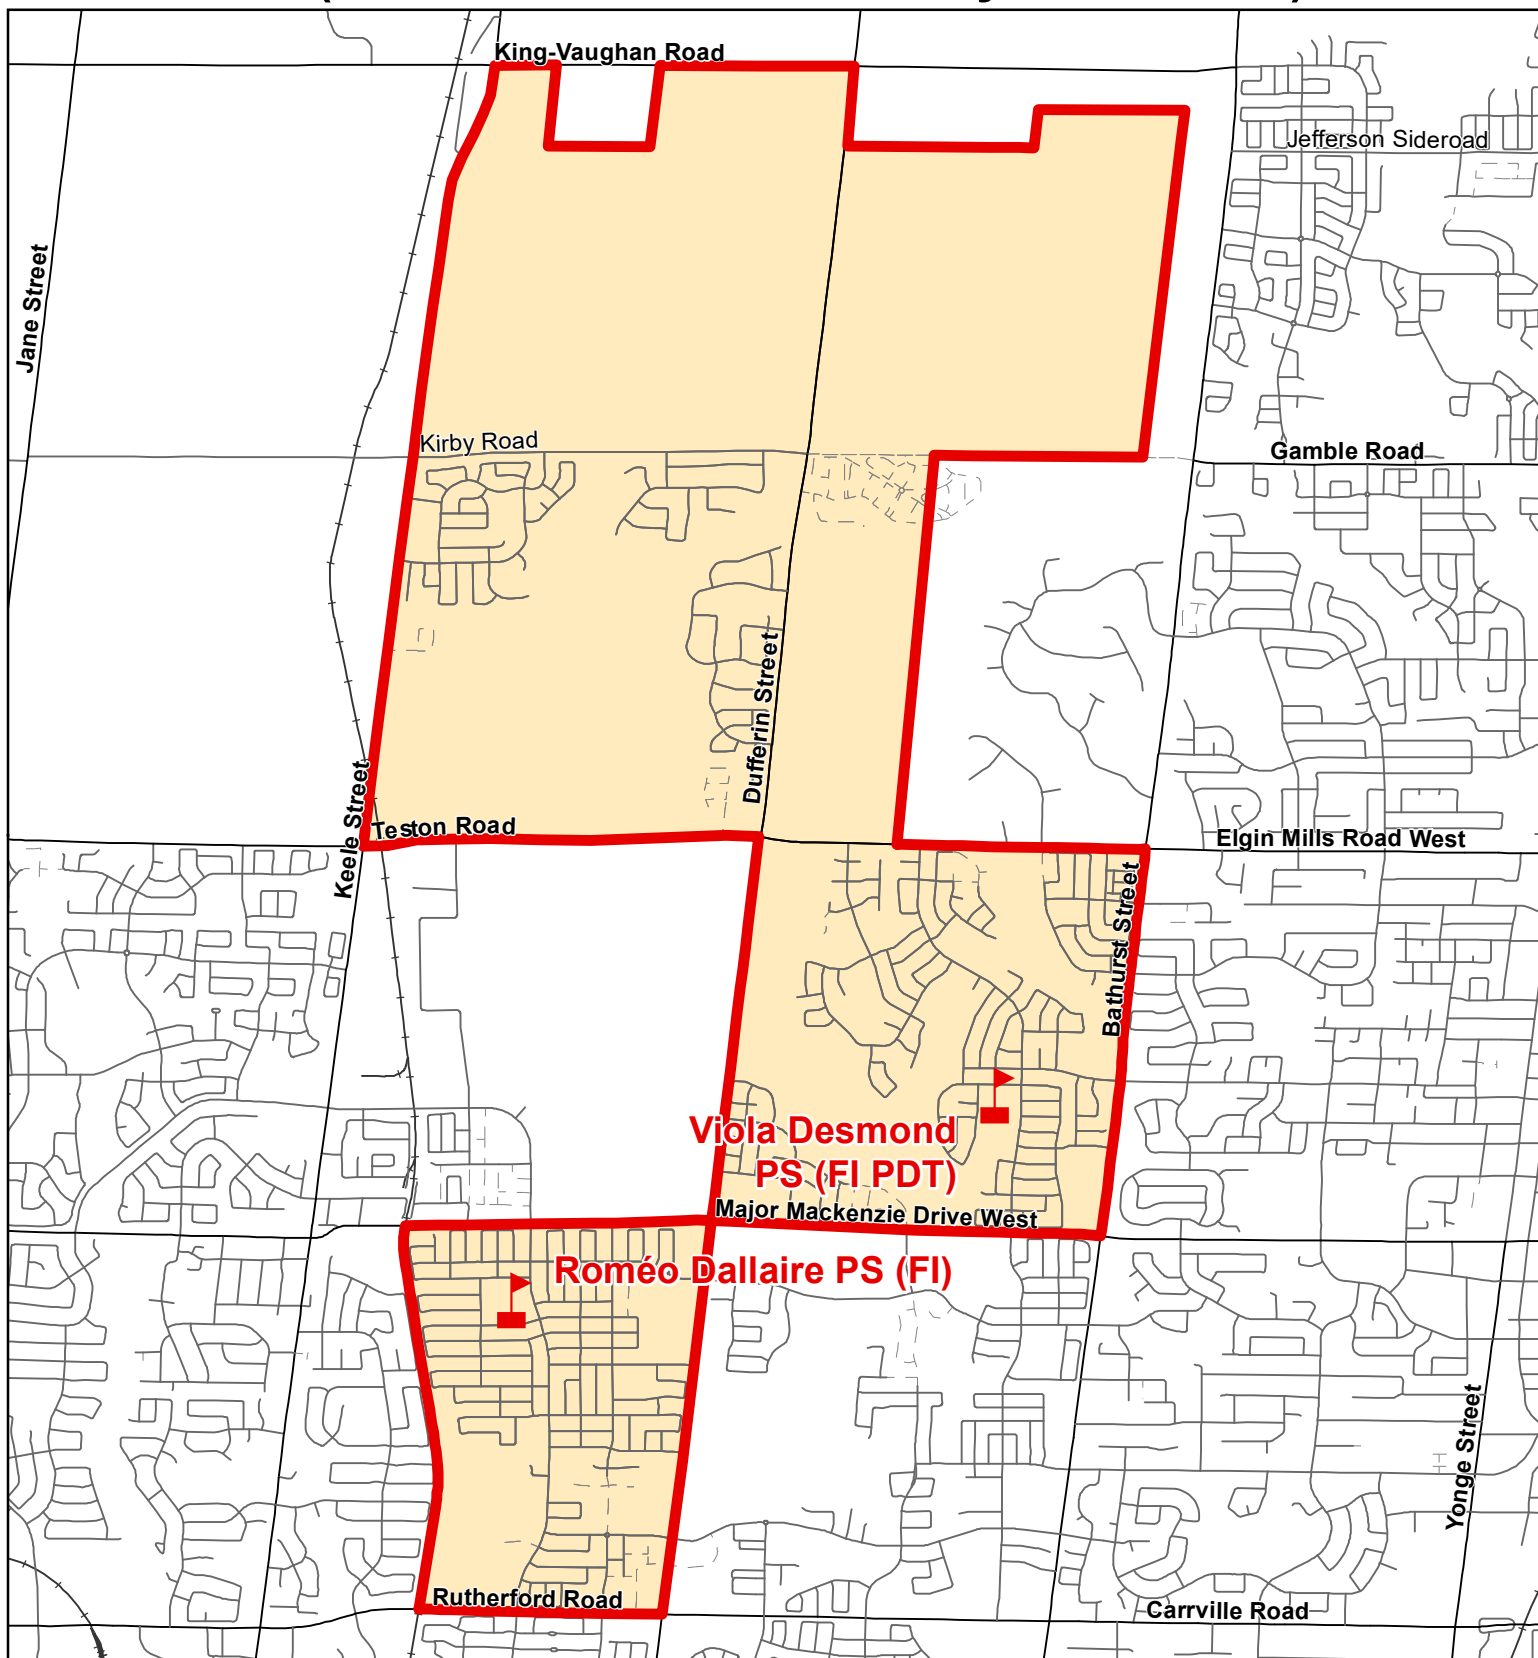 King-Vaughan Road
Jefferson Sideroad
Jane Street
Kirby Road
Gamble Road
Dufferin Street
Keele Street
Teston Road
Elgin Mills Road West
Bathurst Street
Viola Desmond
PS (FI PDT)
Major Mackenzie Drive West
Roméo Dallaire PS (FI)
Yonge Street
Rutherford Road
Carrville Road